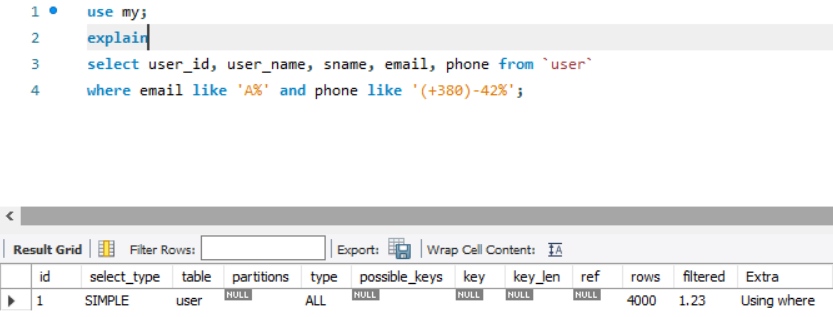 1 use my;
2 explain
3 select user_id, user_name, sname, email, phone from `user`
4 where email like 'A%' and phone like '(+380)-42%';
Result Grid Filter Rows: Export: Wrap Cell Content: IA
id select_type table partitions type possible_keys key key_len ref rows filtered Extra
1 SIMPLE user NULL ALL NULL NULL NULL NULL 4000 1.23 Using where